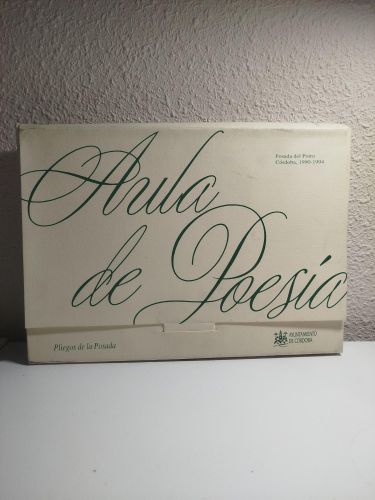 Aula
Posada del Potro
Córdoba, 1990-1994
de Poesía
Pliegos de la Posada
AYUNTAMIENTO
DE CÓRDOBA